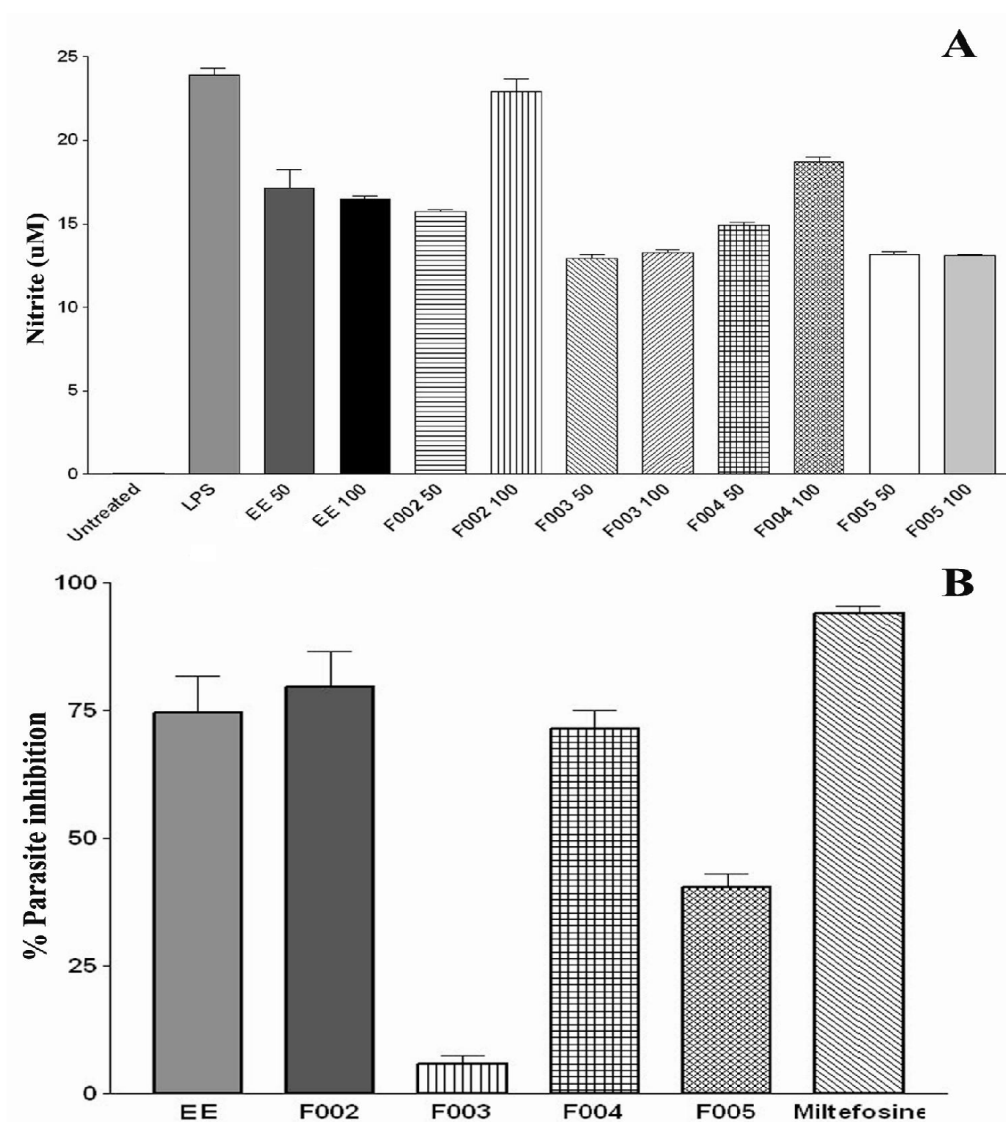 A
25
20
15
10
5
0
Nitrite (uM)
Untreated
LPS
EE 50
EE 100
F002 50
F002 100
F003 50
F003 100
F004 50
F004 100
F005 50
F005 100
B
100
75
50
25
0
% Parasite inhibition
EE F002 F003 F004 F005 Miltefosine